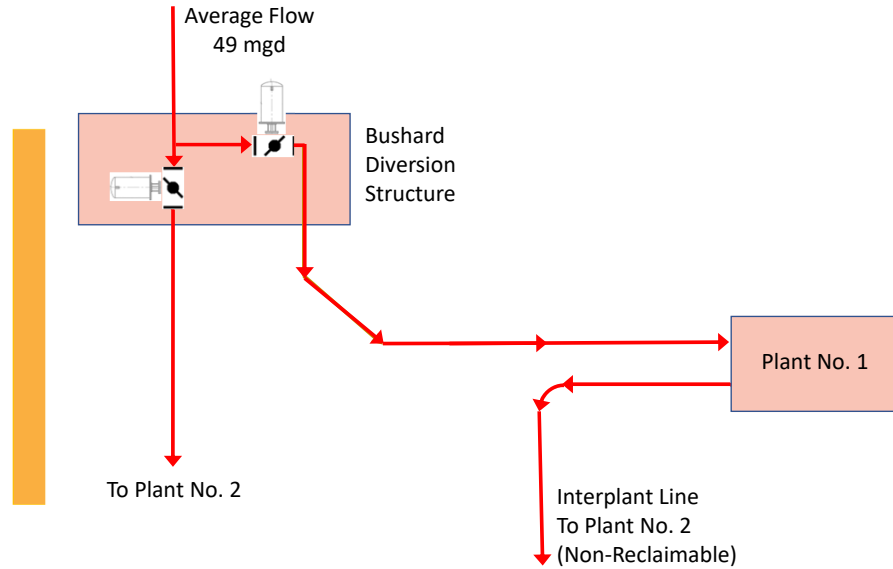 Average Flow
49 mgd
Bushard
Diversion
Structure
Plant No. 1
To Plant No. 2
Interplant Line
To Plant No. 2
(Non-Reclaimable)